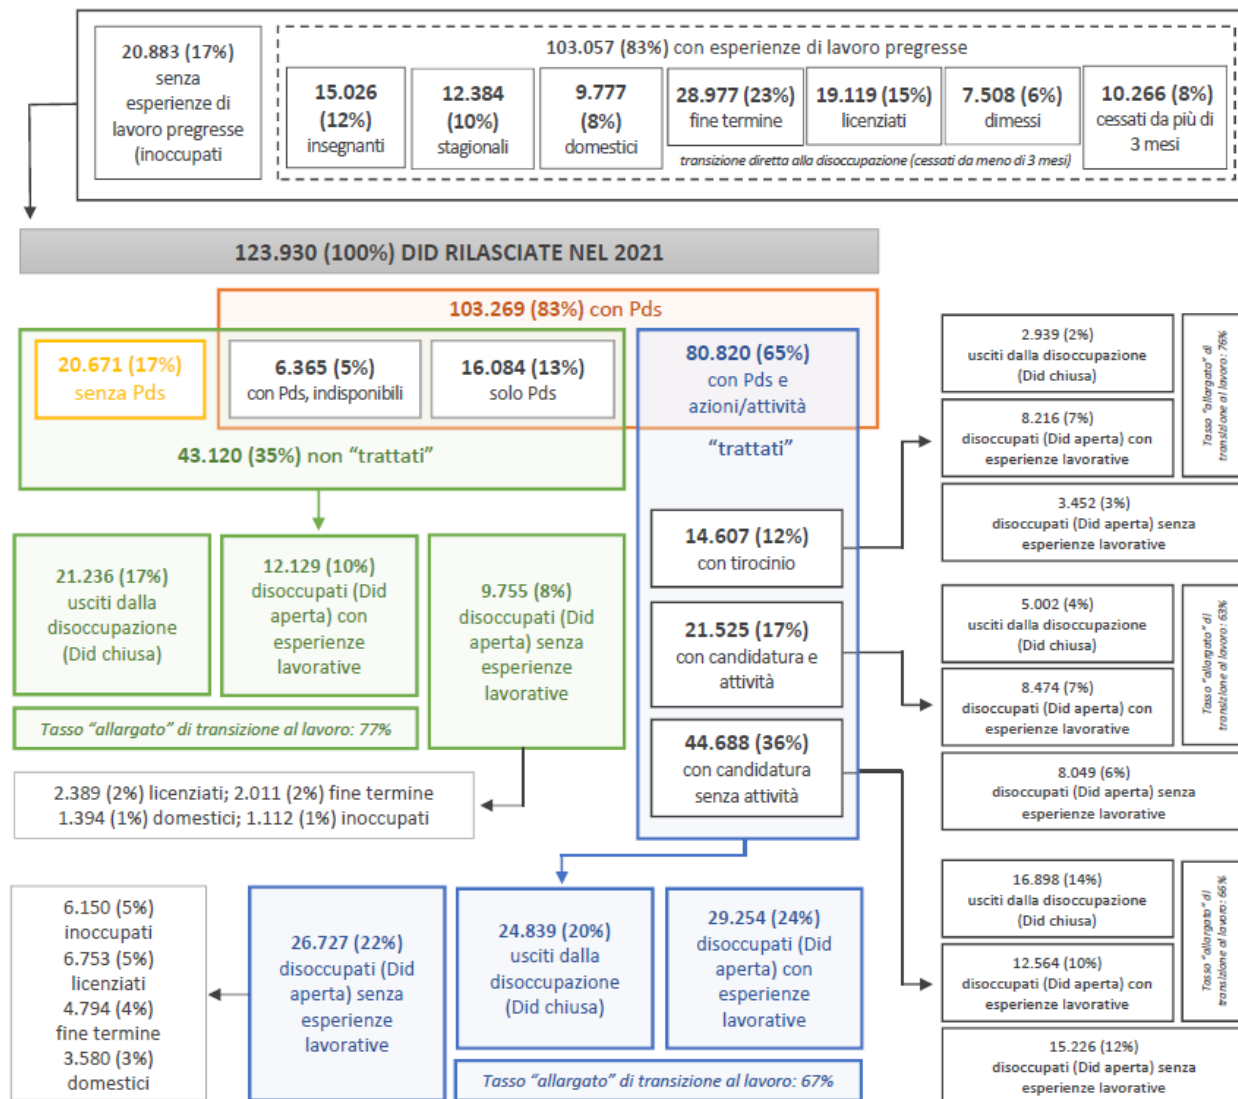 20.883 (17%)
senza
esperienze di
lavoro pregresse
(inoccupati
103.057 (83%) con esperienze di lavoro pregresse
15.026
(12%)
insegnanti
12.384
(10%)
stagionali
9.777
(8%)
domestici
28.977 (23%)
fine termine
19.119 (15%)
licenziati
7.508 (6%)
dimessi
10.266 (8%)
cessati da più di
3 mesi
transizione diretta alla disoccupazione (cessati da meno di 3 mesi)
123.930 (100%) DID RILASCIATE NEL 2021
103.269 (83%) con Pds
20.671 (17%)
senza Pds
6.365 (5%)
con Pds, indisponibili
16.084 (13%)
solo Pds
43.120 (35%) non “trattati”
80.820 (65%)
con Pds e
azioni/attività
“trattati”
14.607 (12%)
con tirocinio
21.525 (17%)
con candidatura e
attività
44.688 (36%)
con candidatura
senza attività
2.939 (2%)
usciti dalla disoccupazione
(Did chiusa)
8.216 (7%)
disoccupati (Did aperta) con
esperienze lavorative
Tasso “allargato” di
transizione al lavoro: 76%
3.452 (3%)
disoccupati (Did aperta) senza
esperienze lavorative
5.002 (4%)
usciti dalla disoccupazione
(Did chiusa)
8.474 (7%)
disoccupati (Did aperta) con
esperienze lavorative
Tasso “allargato” di
transizione al lavoro: 63%
8.049 (6%)
disoccupati (Did aperta) senza
esperienze lavorative
16.898 (14%)
usciti dalla disoccupazione
(Did chiusa)
12.564 (10%)
disoccupati (Did aperta) con
esperienze lavorative
Tasso “allargato” di
transizione al lavoro: 66%
15.226 (12%)
disoccupati (Did aperta) senza
esperienze lavorative
21.236 (17%)
usciti dalla
disoccupazione
(Did chiusa)
12.129 (10%)
disoccupati (Did
aperta) con
esperienze
lavorative
9.755 (8%)
disoccupati (Did
aperta) senza
esperienze
lavorative
Tasso “allargato” di transizione al lavoro: 77%
2.389 (2%) licenziati; 2.011 (2%) fine termine
1.394 (1%) domestici; 1.112 (1%) inoccupati
6.150 (5%)
inoccupati
6.753 (5%)
licenziati
4.794 (4%)
fine termine
3.580 (3%)
domestici
26.727 (22%)
disoccupati (Did
aperta) senza
esperienze
lavorative
24.839 (20%)
usciti dalla
disoccupazione
(Did chiusa)
29.254 (24%)
disoccupati (Did
aperta) con
esperienze
lavorative
Tasso “allargato” di transizione al lavoro: 67%